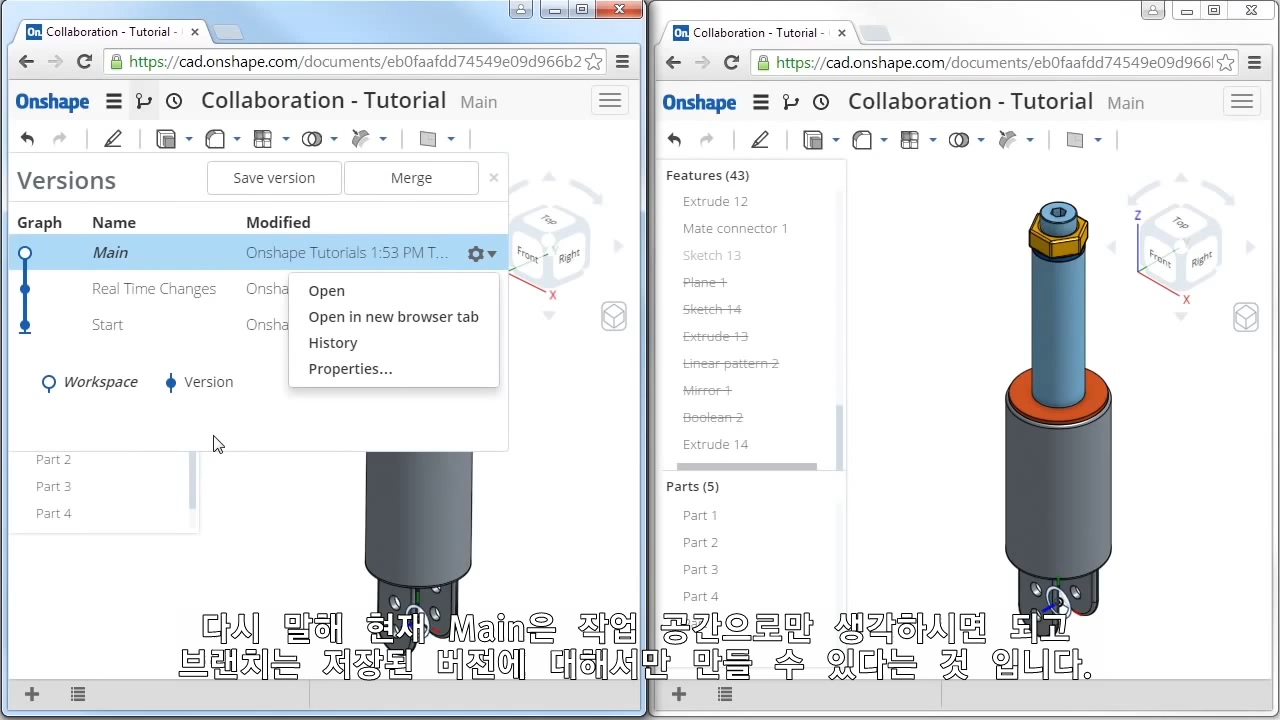 Collaboration - Tutorial -
https://cad.onshape.com/documents/eb0faafdd74549e09d966b2
Onshape
Collaboration - Tutorial Main
Versions
Save version
Merge
Graph Name Modified
Main Onshape Tutorials 1:53 PM T...
Real Time Changes Onsha
Start Onsha
Open
Open in new browser tab
History
Properties...
Workspace
Version
Part 2
Part 3
Part 4
Top
Front
Right
X
Collaboration - Tutorial -
https://cad.onshape.com/documents/eb0faafdd74549e09d966l
Onshape
Collaboration - Tutorial Main
Features (43)
Extrude 12
Mate connector 1
Sketch 13
Plane 1
Sketch 14
Extrude 13
Linear pattern 2
Mirror 1
Boolean 2
Extrude 14
Parts (5)
Part 1
Part 2
Part 3
Part 4
Z
Top
Front
Right
X
다시 말해 현재 Main은 작업 공간으로만 생각하시면 되고
브랜치는 저장된 버전에 대해서만 만들 수 있다는 것 입니다.